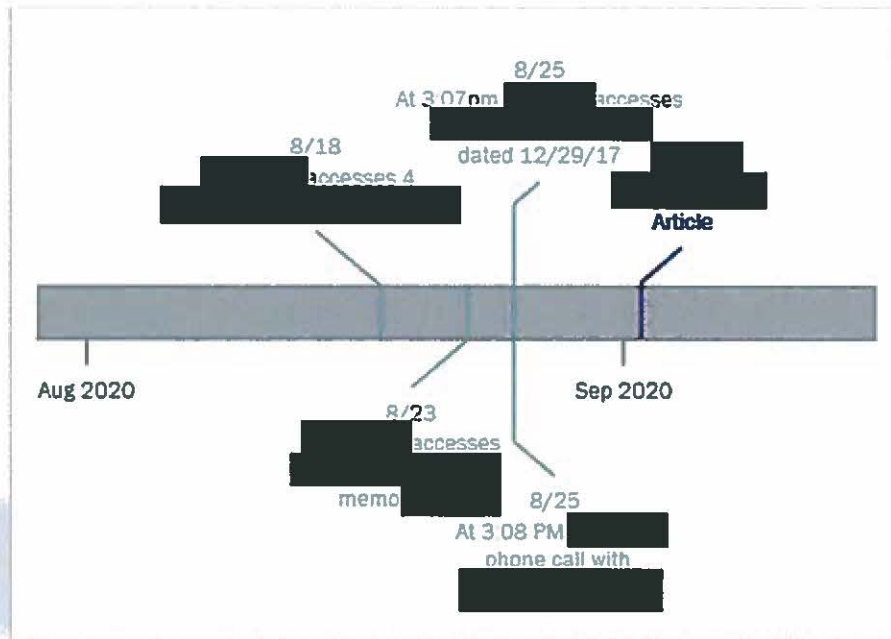 8/25
At 3:07pm accesses
dated 12/29/17
8/18
accesses 4
Article
Aug 2020
Sep 2020
8/23
accesses
memo
8/25
At 3:08 PM
phone call with